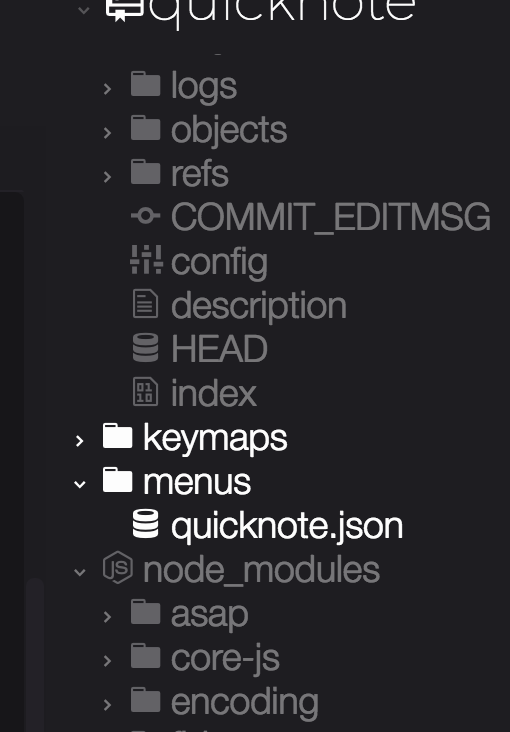 quicknote
logs
objects
refs
COMMIT_EDITMSG
config
description
HEAD
index
keymaps
menus
quicknote.json
node_modules
asap
core-js
encoding